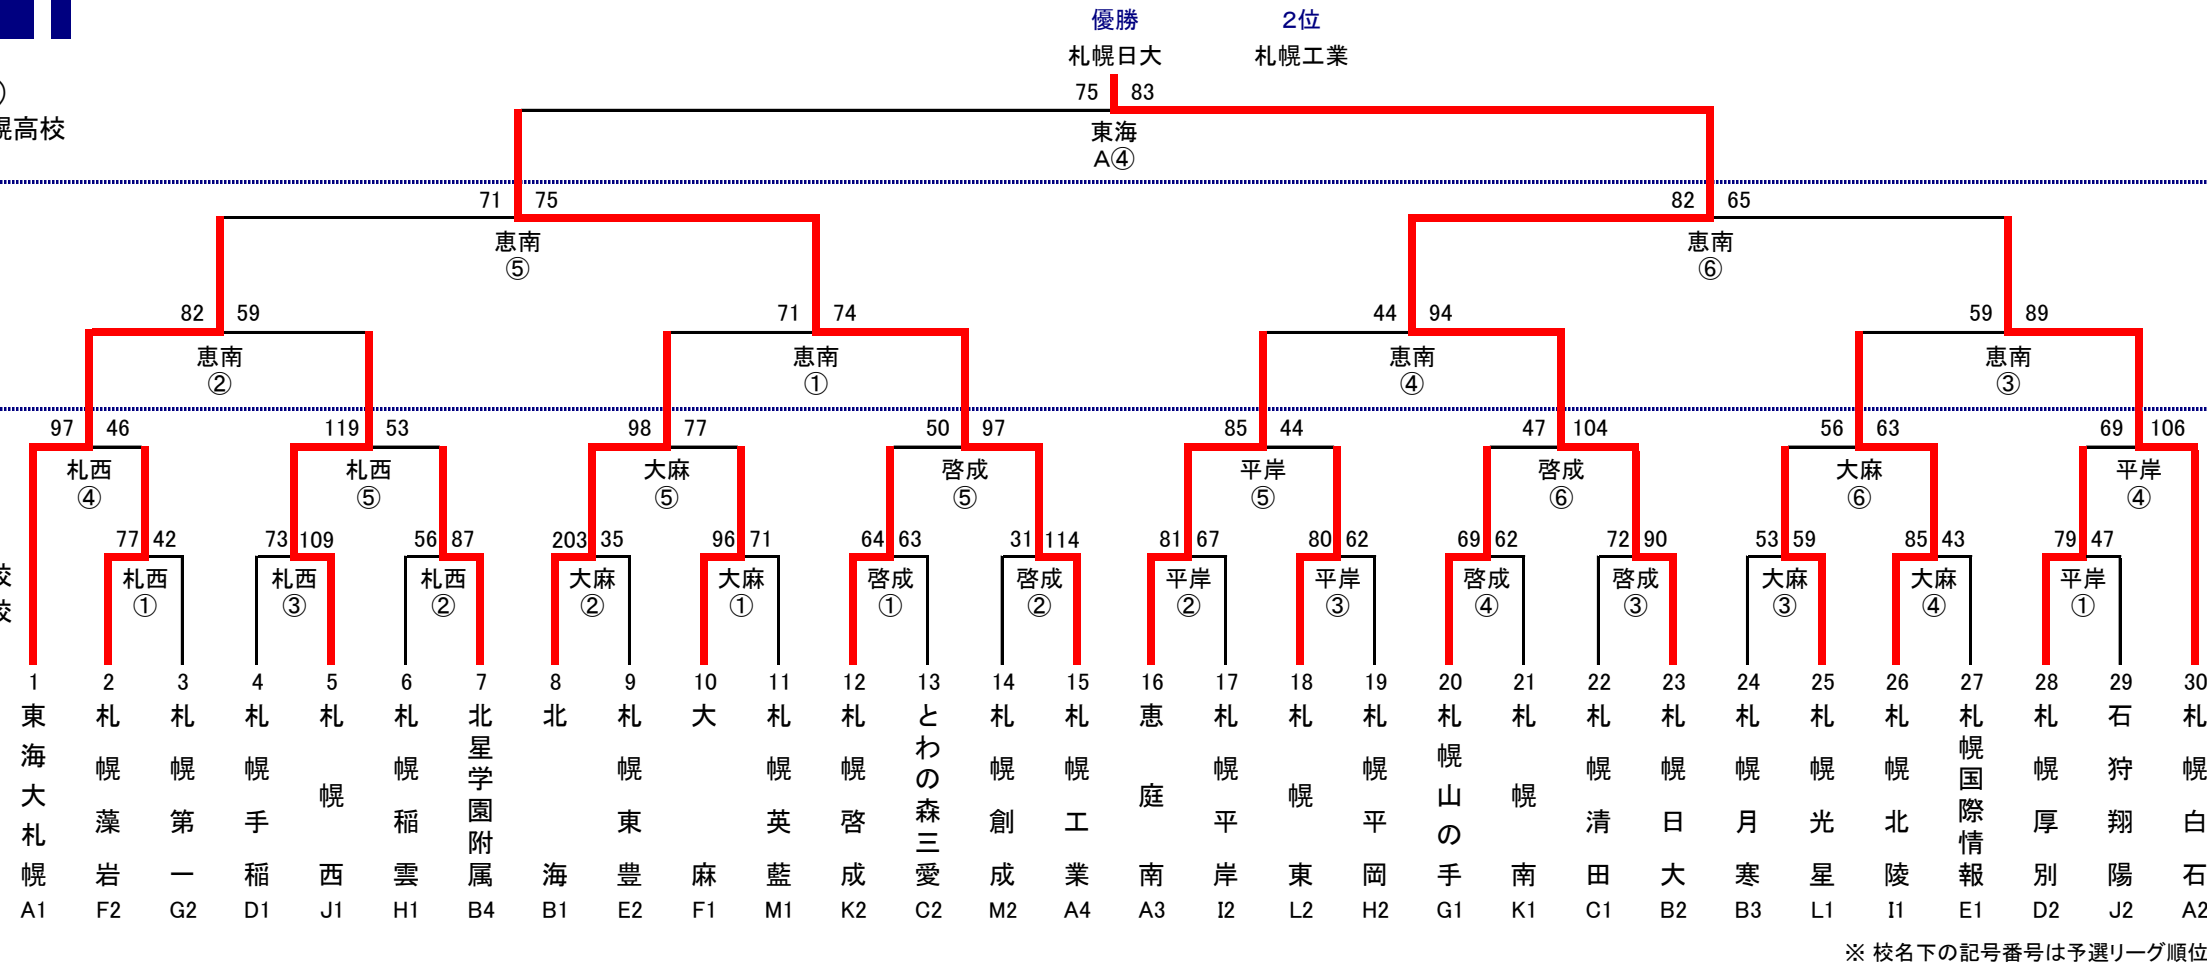 優勝 2位
札幌日大 札幌工業
75 83
幌高校
東海
A④
71 75 82 65
恵南 恵南
⑤ ⑥
82 59 71 74 44 94 59 89
恵南 恵南 恵南 恵南
② ① ④ ③
97 46 119 53 98 77 50 97 85 44 47 104 56 63 69 106
札西 札西 大麻 啓成 平岸 啓成 大麻 平岸
④ ⑤ ⑤ ⑤ ⑤ ⑥ ⑥ ④
77 42 73 109 56 87 203 35 96 71 64 63 31 114 81 67 80 62 69 62 72 90 53 59 85 43 79 47
校 札西 札西 札西 大麻 大麻 啓成 啓成 平岸 平岸 啓成 啓成 大麻 大麻 平岸
校 ① ③ ② ② ① ① ② ② ③ ④ ③ ③ ④ ①
1 2 3 4 5 6 7 8 9 10 11 12 13 14 15 16 17 18 19 20 21 22 23 24 25 26 27 28 29 30
東海大札幌
札幌藻岩
札幌第一
札幌手稲
札幌西
札幌稲雲
北星学園附属
北海
札幌東豊
大麻
札幌英藍
札幌啓成
とわの森三愛
札幌創成
札幌工業
恵庭南
札幌平岸
札幌東
札幌平岡
札幌山の手
札幌南
札幌清田
札幌日大
札幌月寒
札幌光星
札幌北陵
札幌国際情報
札幌厚別
石狩翔陽
札幌白石
A1 F2 G2 D1 J1 H1 B4 B1 E2 F1 M1 K2 C2 M2 A4 A3 I2 L2 H2 G1 K1 C1 B2 B3 L1 I1 E1 D2 J2 A2
※ 校名下の記号番号は予選リーグ順位